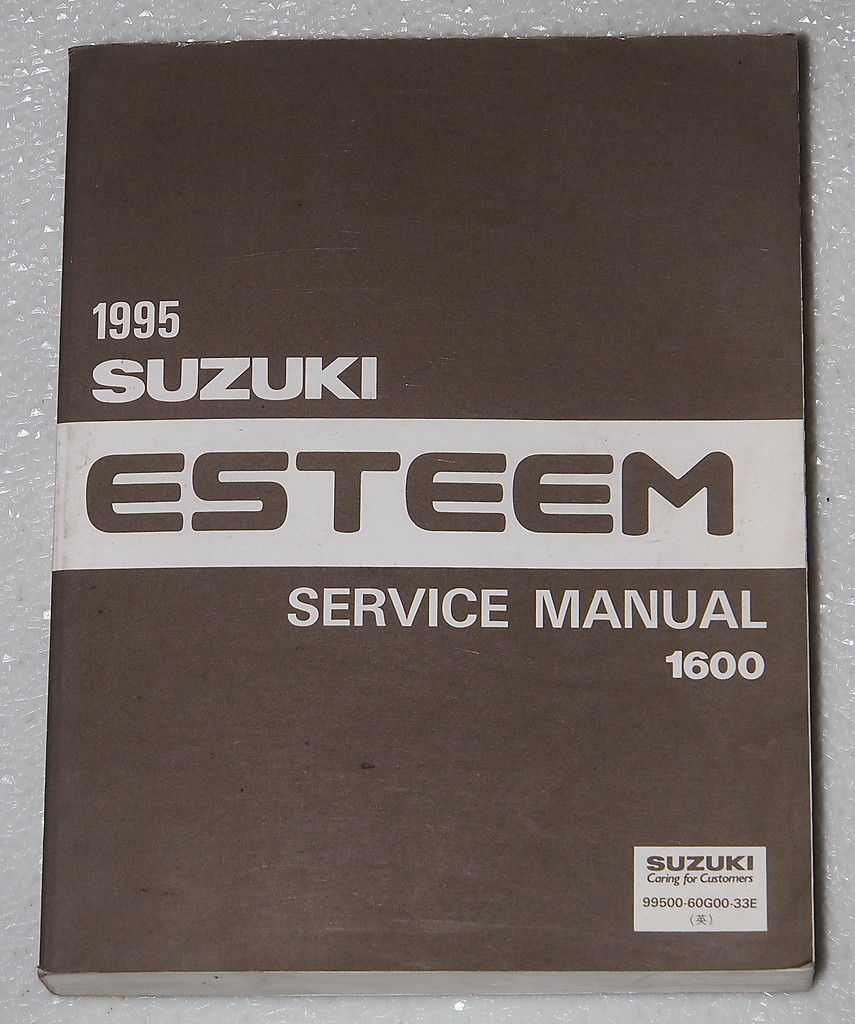 1995
SUZUKI
ESTEEM
SERVICE MANUAL
1600
SUZUKI
Caring for Customers
99500-60G00-33E
(英)